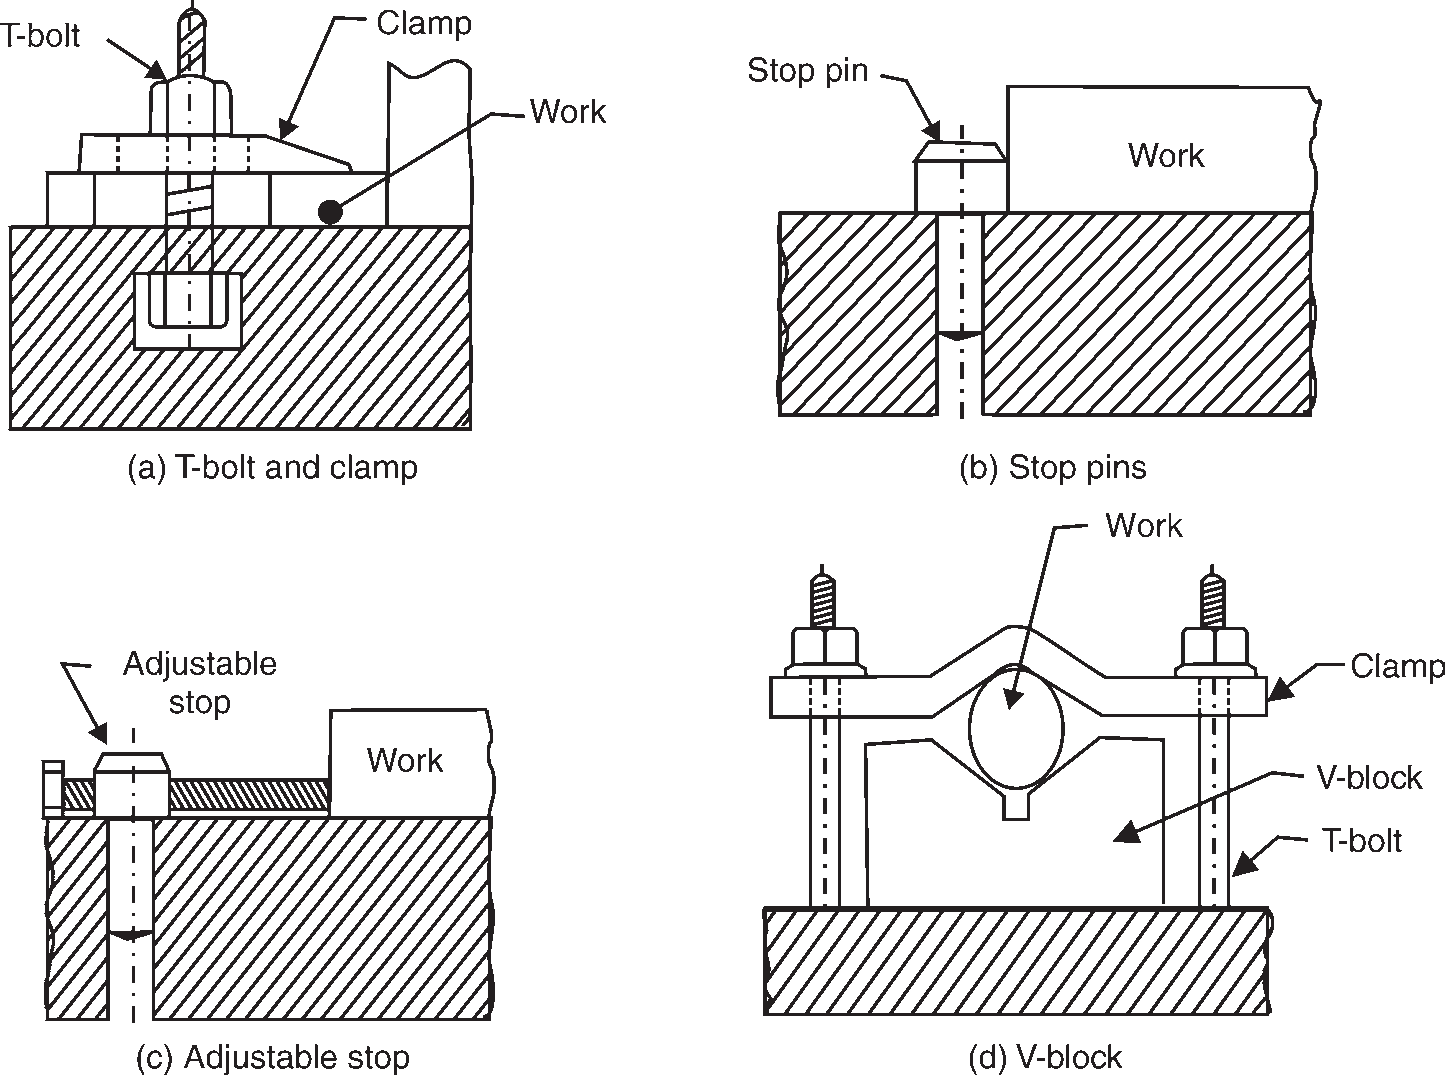 T-bolt
Clamp
Work
(a) T-bolt and clamp
Stop pin
Work
(b) Stop pins
Adjustable
stop
Work
(c) Adjustable stop
Work
Clamp
V-block
T-bolt
(d) V-block